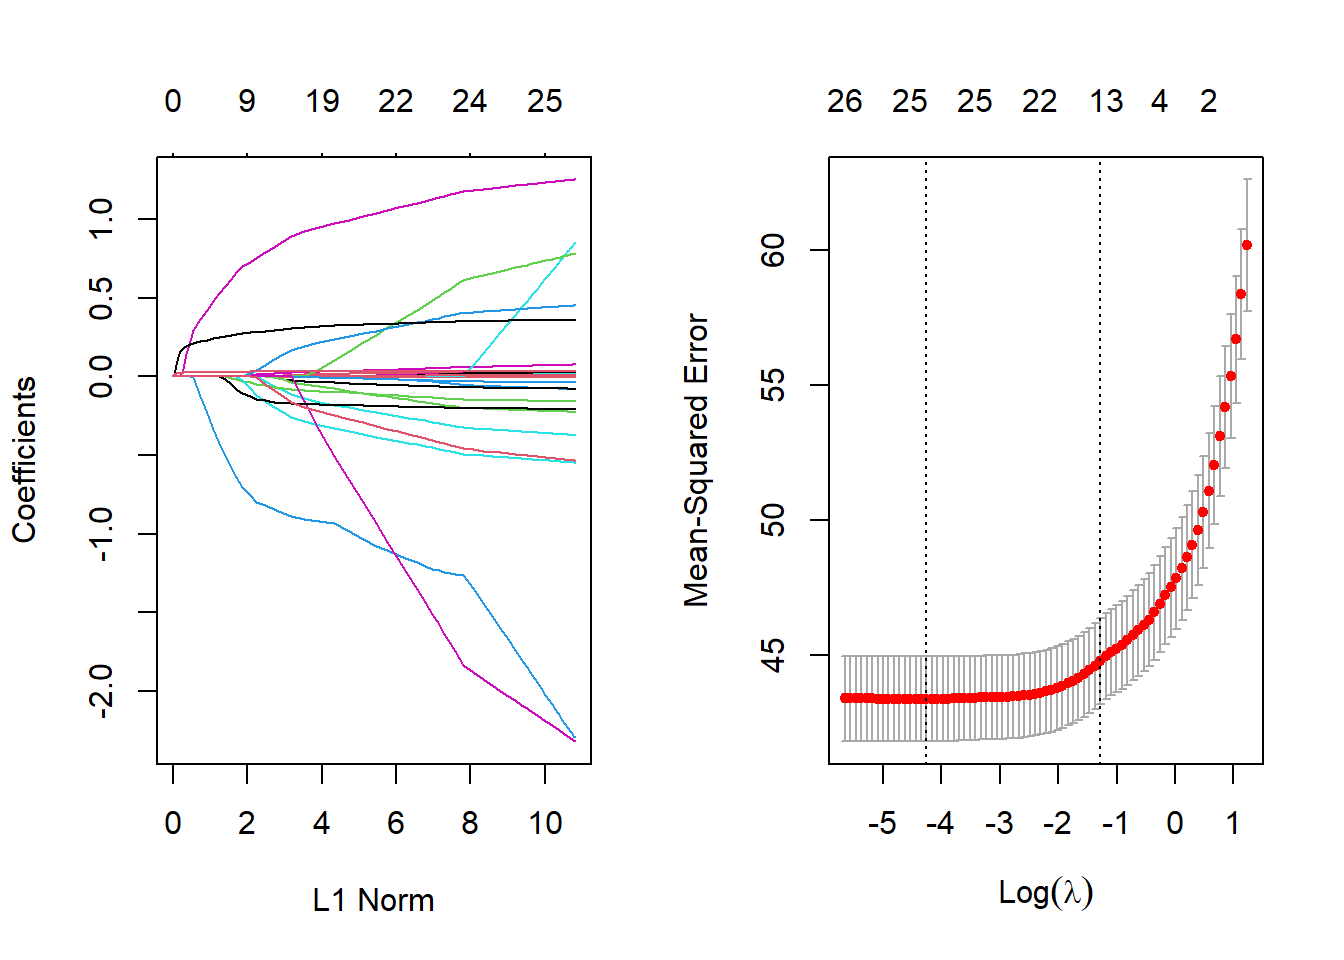 0 9 19 22 24 25
1.0
0.5
0.0
-1.0
-2.0
Coefficients
0 2 4 6 8 10
L1 Norm
26 25 25 22 13 4 2
60
55
50
45
Mean-Squared Error
-5 -4 -3 -2 -1 0 1
Log(λ)